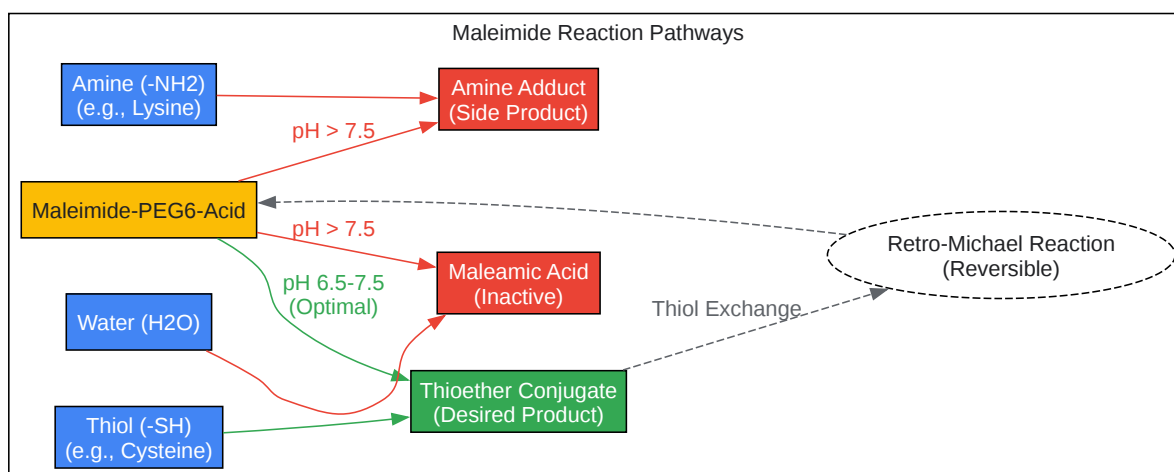 Maleimide Reaction Pathways
Amine (-NH2)
(e.g., Lysine)
Amine Adduct
(Side Product)
pH > 7.5
Maleimide-PEG6-Acid
pH > 7.5
Retro-Michael Reaction
(Reversible)
Maleamic Acid
(Inactive)
pH 6.5-7.5
(Optimal)
Water (H2O)
Thiol Exchange
Thioether Conjugate
(Desired Product)
Thiol (-SH)
(e.g., Cysteine)